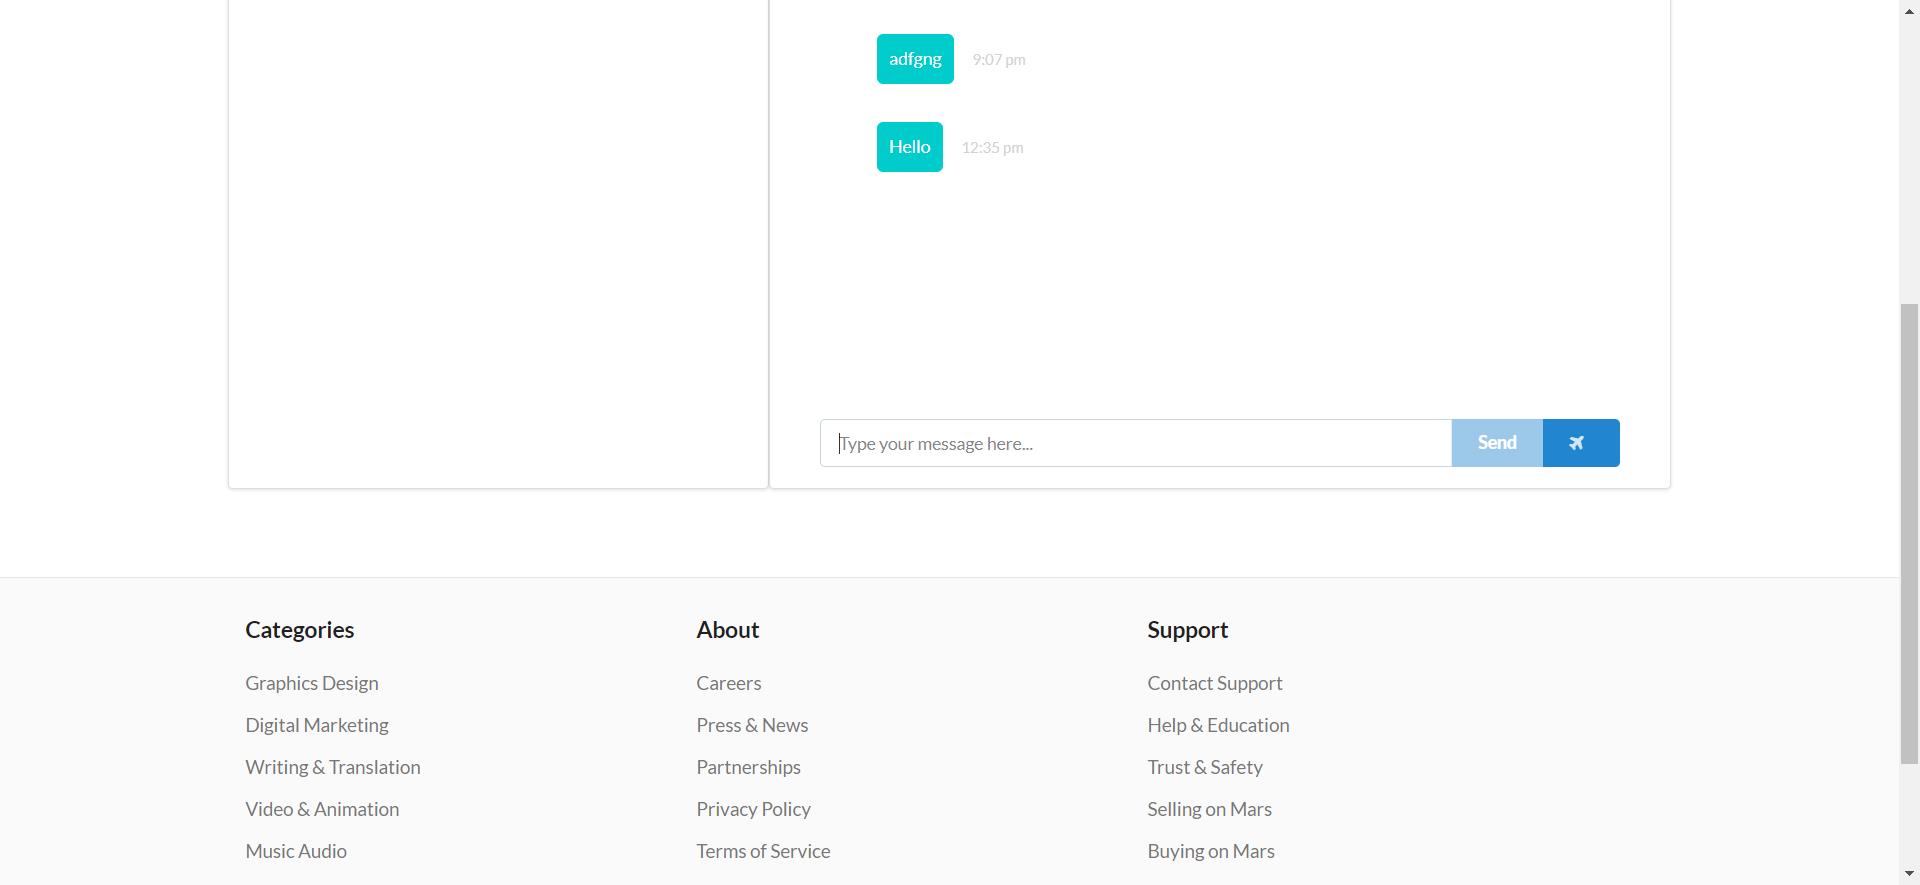 adfgng 9:07 pm
Hello 12:35 pm
Type your message here... Send
Categories
Graphics Design
Digital Marketing
Writing & Translation
Video & Animation
Music Audio
About
Careers
Press & News
Partnerships
Privacy Policy
Terms of Service
Support
Contact Support
Help & Education
Trust & Safety
Selling on Mars
Buying on Mars